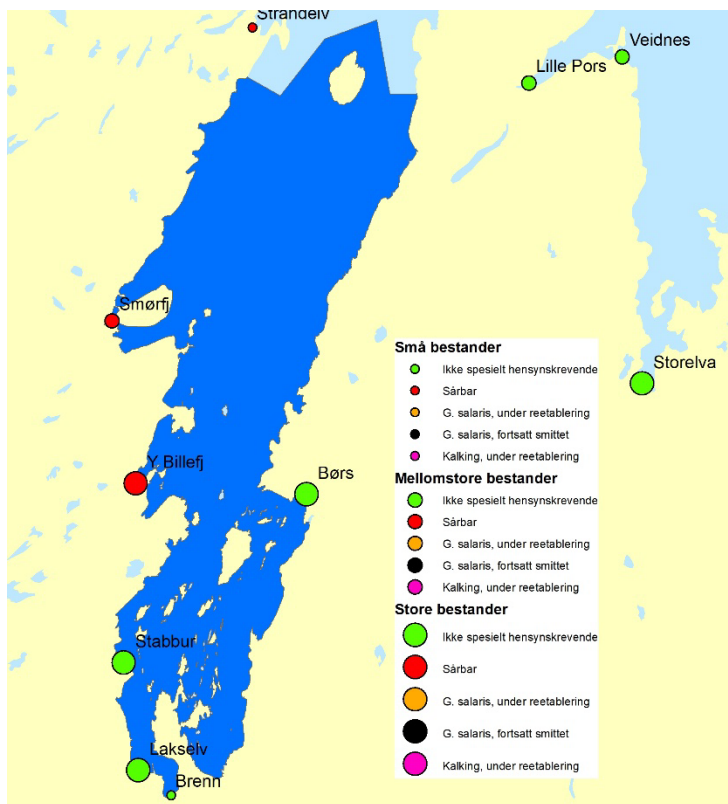 Strandelv
Veidnes
Lille Pors
Smørfj
Storelva
Y. Billefj
Børs
Stabbur
Lakselv
Brenn
Små bestander
Ikke spesielt hensynskrevende
Sårbar
G. salaris, under reetablering
G. salaris, fortsatt smittet
Kalking, under reetablering
Mellomstore bestander
Ikke spesielt hensynskrevende
Sårbar
G. salaris, under reetablering
G. salaris, fortsatt smittet
Kalking, under reetablering
Store bestander
Ikke spesielt hensynskrevende
Sårbar
G. salaris, under reetablering
G. salaris, fortsatt smittet
Kalking, under reetablering